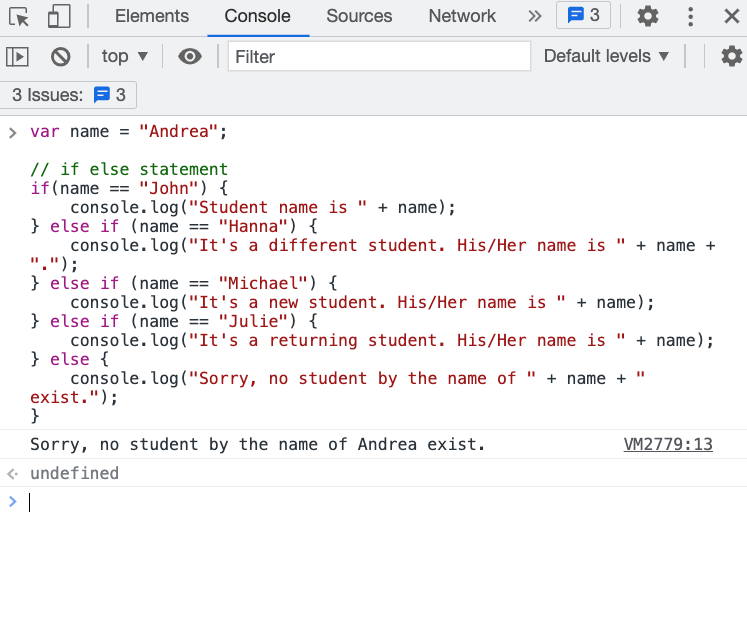 Elements Console Sources Network » 3
top ▼ Filter Default levels ▼
3 Issues: 3
> var name = "Andrea";
// if else statement
if(name == "John") {
    console.log("Student name is " + name);
} else if (name == "Hanna") {
    console.log("It's a different student. His/Her name is " + name +
".");
} else if (name == "Michael") {
    console.log("It's a new student. His/Her name is " + name);
} else if (name == "Julie") {
    console.log("It's a returning student. His/Her name is " + name);
} else {
    console.log("Sorry, no student by the name of " + name + "
exist.");
}
Sorry, no student by the name of Andrea exist. VM2779:13
undefined
>